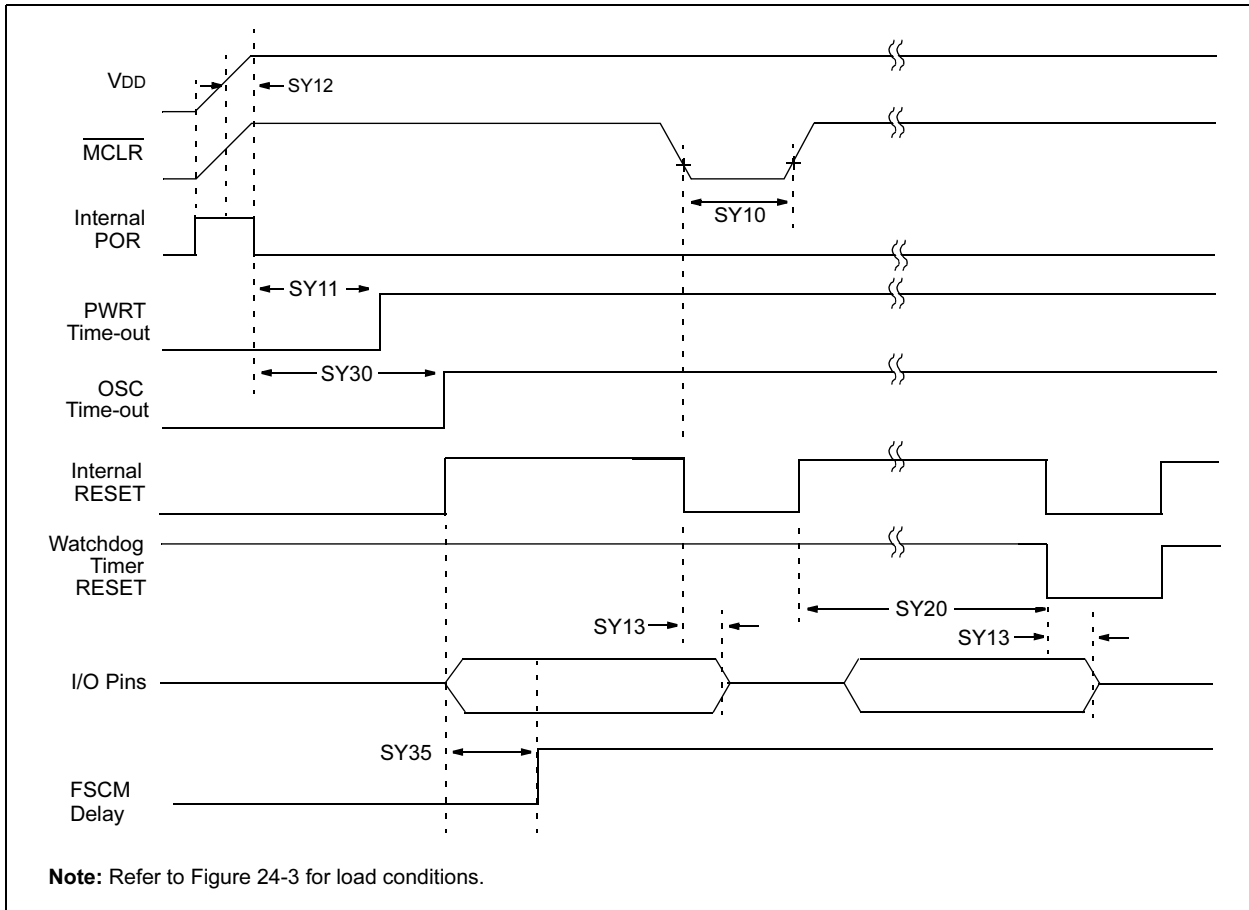 VDD
SY12
MCLR
SY10
Internal
POR
SY11
PWRT
Time-out
SY30
OSC
Time-out
Internal
RESET
Watchdog
Timer
RESET
SY20
SY13
SY13
I/O Pins
SY35
FSCM
Delay
Note: Refer to Figure 24-3 for load conditions.